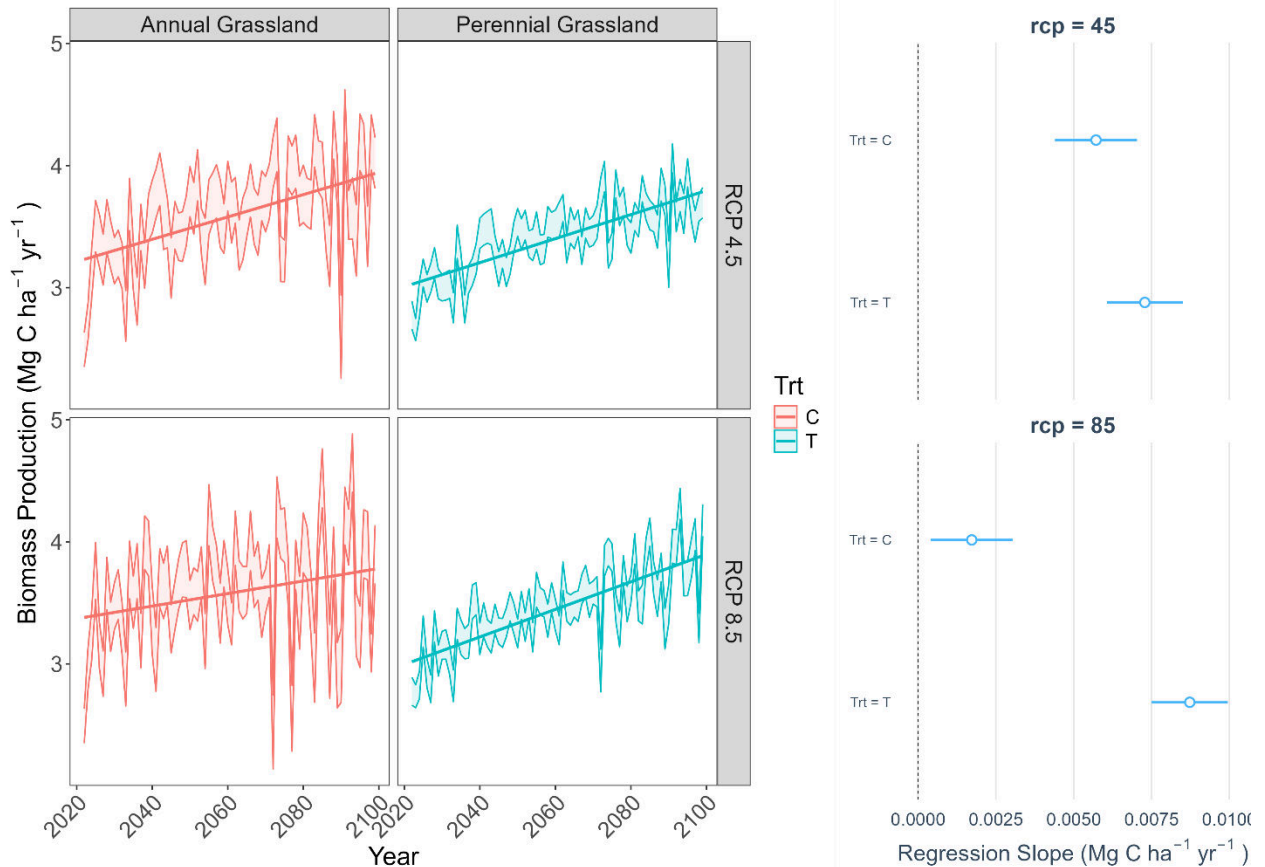 Annual Grassland
Perennial Grassland
5
4
3
RCP 4.5
5
4
3
RCP 8.5
Biomass Production (Mg C ha⁻¹ yr⁻¹)
2020 2040 2060 2080 2100
2020 2040 2060 2080 2100
Year
Trt
C
T
rcp = 45
Trt = C
Trt = T
rcp = 85
Trt = C
Trt = T
0.0000 0.0025 0.0050 0.0075 0.0100
Regression Slope (Mg C ha⁻¹ yr⁻¹ )